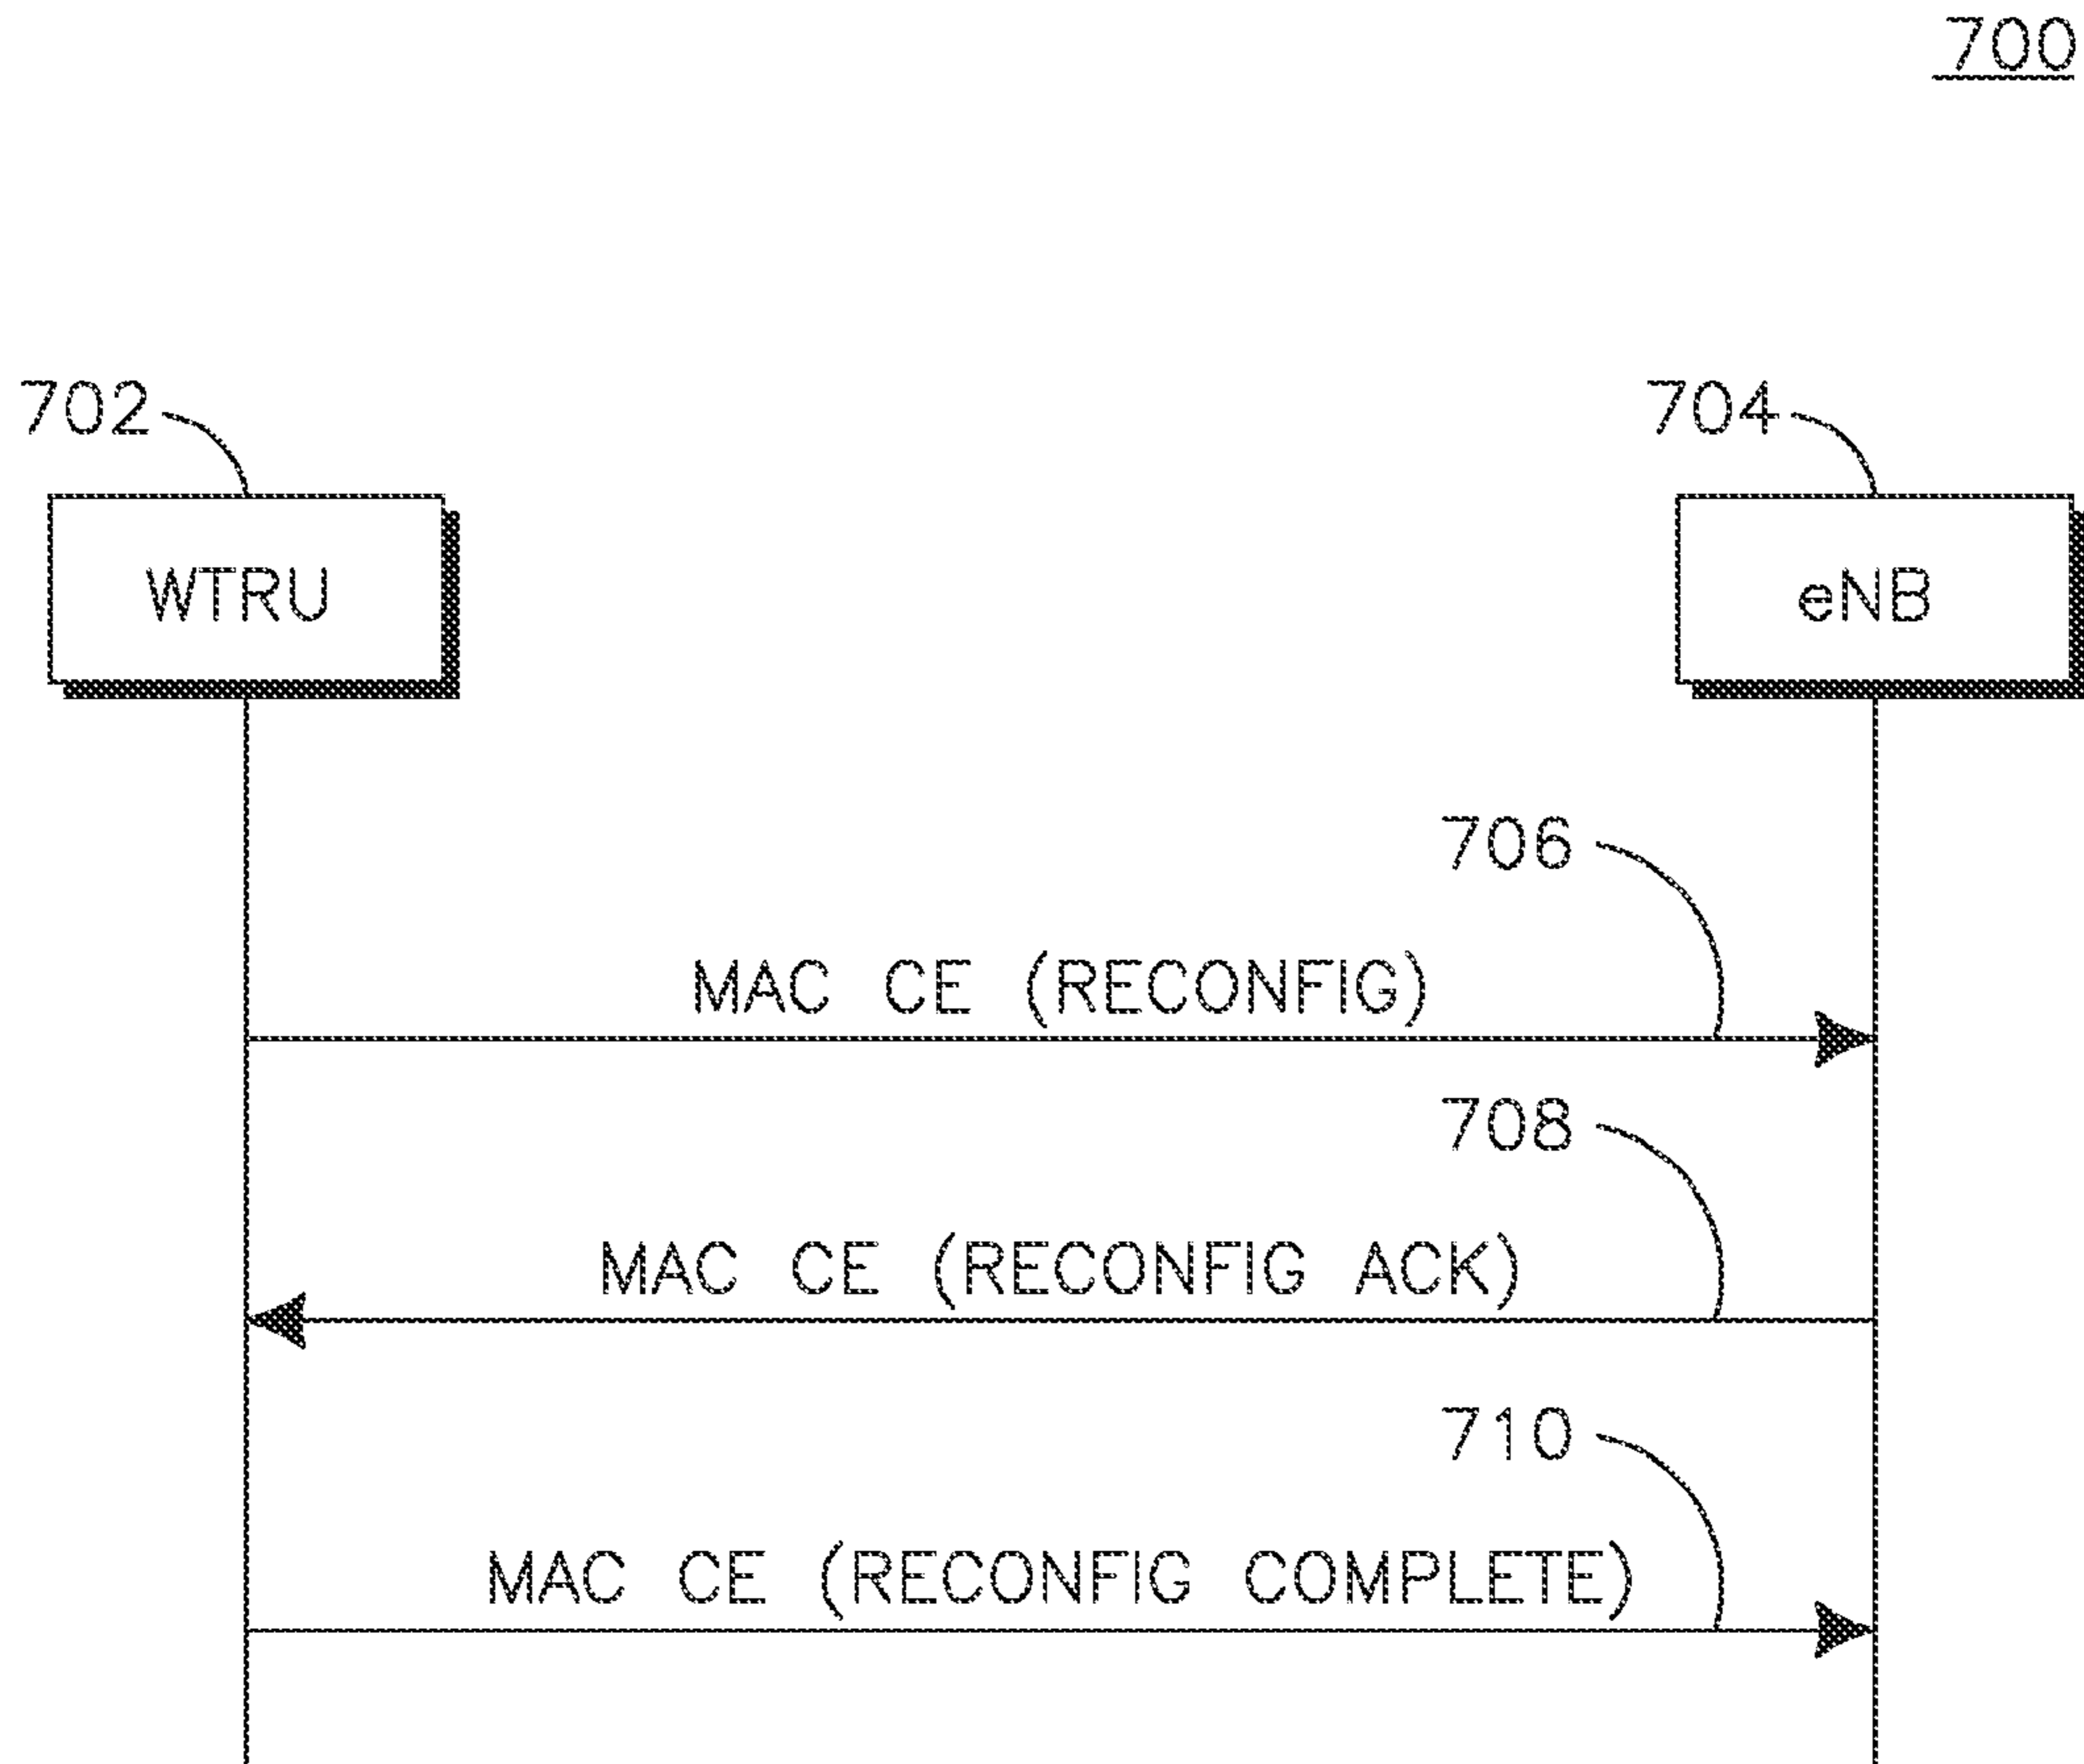 700
702
704
WTRU
eNB
706
MAC CE (RECONFIG)
708
MAC CE (RECONFIG ACK)
710
MAC CE (RECONFIG COMPLETE)